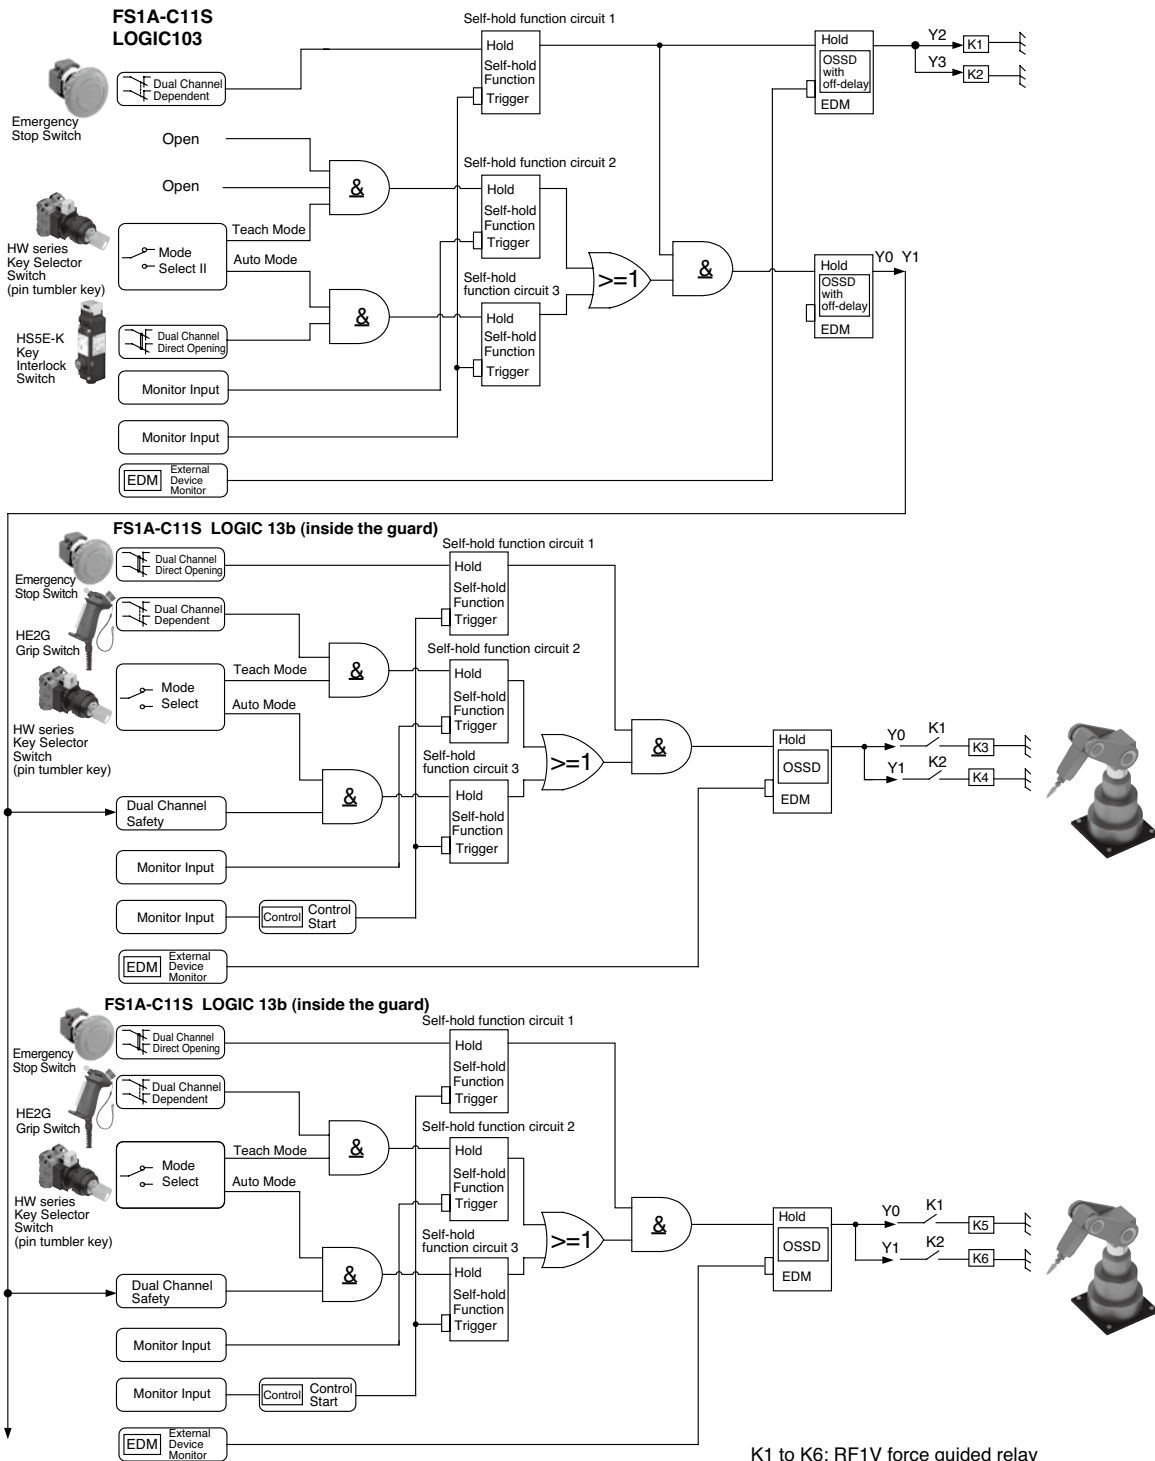 FS1A-C11S
LOGIC103
Self-hold function circuit 1
Hold
Self-hold
Function
Trigger
Hold
OSSD
with
off-delay
EDM
Y2
K1
Y3
K2
Dual Channel
Dependent
Emergency
Stop Switch
Open
Open
&
Self-hold function circuit 2
Hold
Self-hold
Function
Trigger
HW series
Key Selector
Switch
(pin tumbler key)
Mode
Select II
Teach Mode
Auto Mode
>=1
&
Hold
OSSD
with
off-delay
EDM
Y0 Y1
Self-hold
function circuit 3
Hold
Self-hold
Function
Trigger
&
HS5E-K
Key
Interlock
Switch
Dual Channel
Direct Opening
Monitor Input
Monitor Input
EDM
External
Device
Monitor
FS1A-C11S LOGIC 13b (inside the guard)
Self-hold function circuit 1
Dual Channel
Direct Opening
Hold
Self-hold
Function
Trigger
Emergency
Stop Switch
Dual Channel
Dependent
HE2G
Grip Switch
&
Self-hold function circuit 2
Hold
Self-hold
Function
Trigger
Mode
Select
Teach Mode
Auto Mode
HW series
Key Selector
Switch
(pin tumbler key)
Self-hold
function circuit 3
Hold
Self-hold
Function
Trigger
>=1
&
Hold
OSSD
EDM
Y0
K1
K3
Y1
K2
K4
&
Dual Channel
Safety
Monitor Input
Monitor Input
Control
Control
Start
EDM
External
Device
Monitor
FS1A-C11S LOGIC 13b (inside the guard)
Self-hold function circuit 1
Dual Channel
Direct Opening
Hold
Self-hold
Function
Trigger
Emergency
Stop Switch
Dual Channel
Dependent
HE2G
Grip Switch
&
Self-hold function circuit 2
Hold
Self-hold
Function
Trigger
Mode
Select
Teach Mode
Auto Mode
HW series
Key Selector
Switch
(pin tumbler key)
Self-hold
function circuit 3
Hold
Self-hold
Function
Trigger
>=1
&
Hold
OSSD
EDM
Y0
K1
K5
Y1
K2
K6
&
Dual Channel
Safety
Monitor Input
Monitor Input
Control
Control
Start
EDM
External
Device
Monitor
K1 to K6: RF1V force guided relay